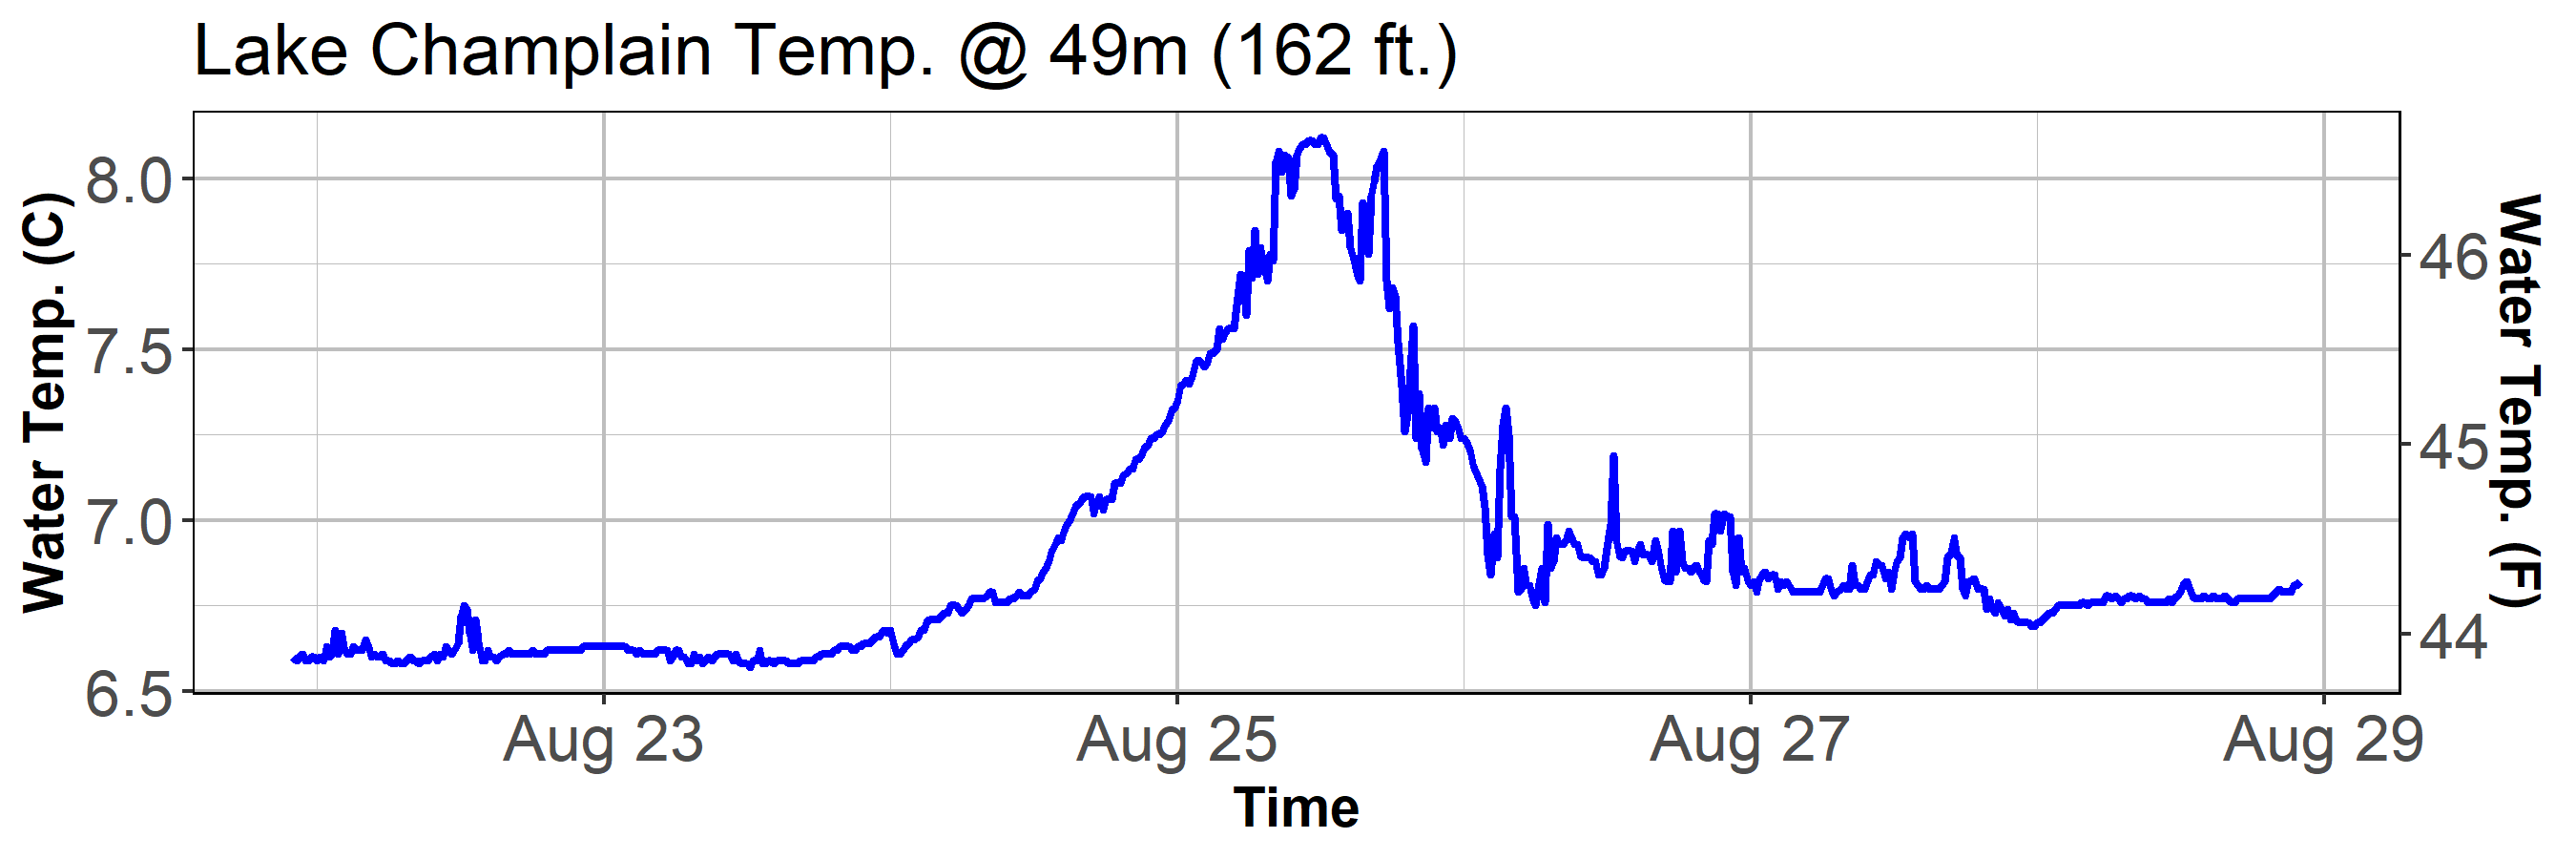 Lake Champlain Temp. @ 49m (162 ft.)
Water Temp. (C)
8.0
7.5
7.0
6.5
46
45
44
Water Temp. (F)
Aug 23 Aug 25 Aug 27 Aug 29
Time